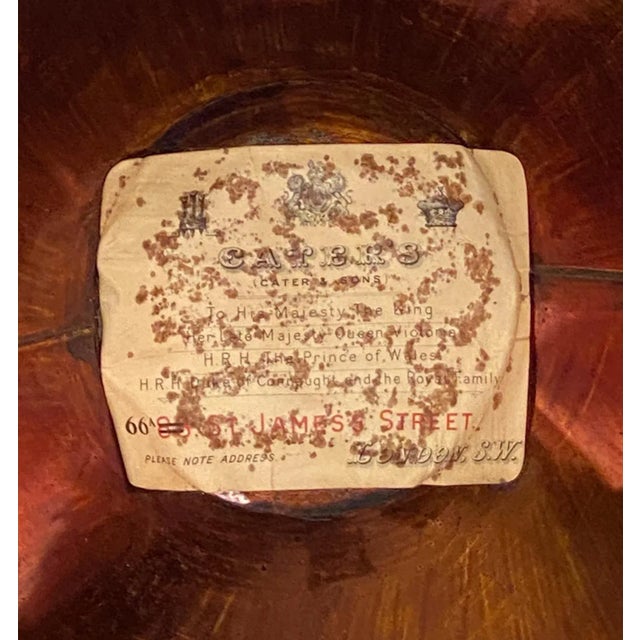 CATER'S
(CATER & SONS)
To His Majesty The King
Her Late Majesty Queen Victoria
H.R.H. The Prince of Wales
H.R.H. Duke of Connaught and the Royal Family
66A St. JAMES'S STREET.
PLEASE NOTE ADDRESS. LONDON, S.W.